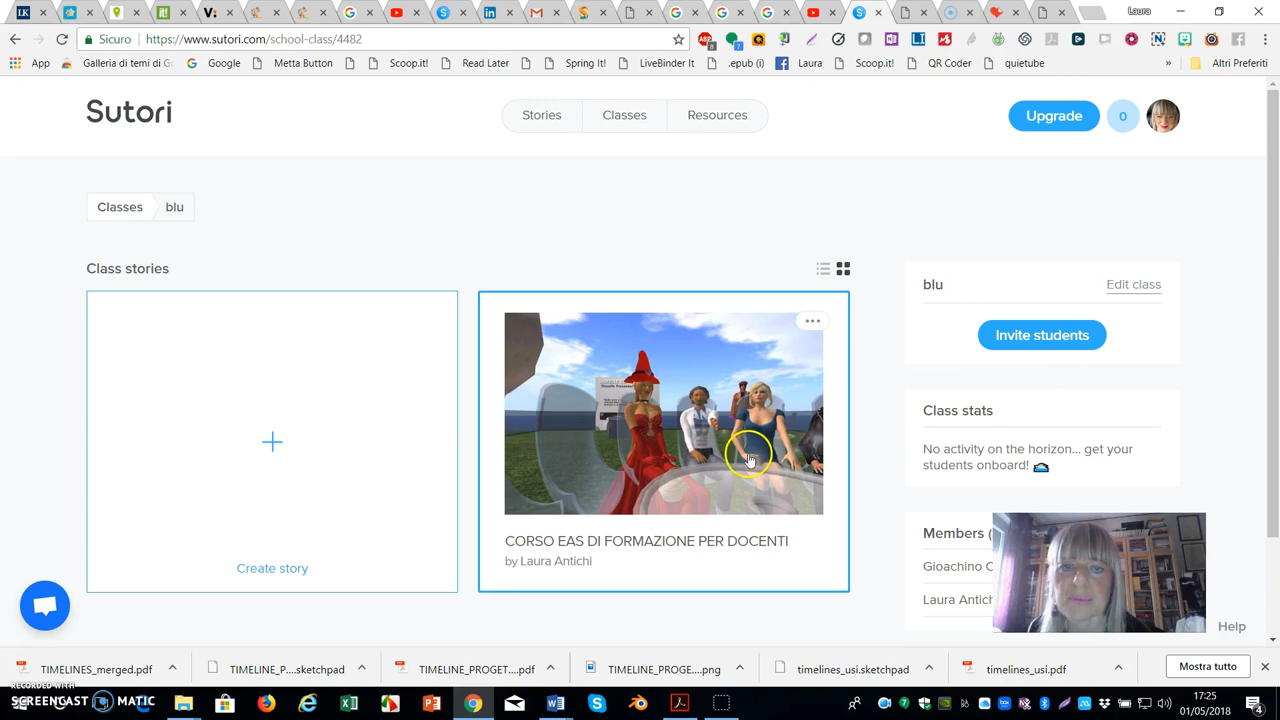 Laura
Sicuro
https://www.sutori.com/school-class/4482
App
Galleria di temi di Go
Google
Metta Button
Scoop.it!
Read Later
Spring It!
LiveBinder It
.epub (i)
Laura
Scoop.it!
QR Coder
quietube
»
Altri Preferiti
Sutori
Stories
Classes
Resources
Upgrade
0
Classes
blu
Class stories
blu
Edit class
Invite students
Class stats
No activity on the horizon... get your
students onboard!
Create story
CORSO EAS DI FORMAZIONE PER DOCENTI
by Laura Antichi
Members (
Gioachino C
Laura Antich
Help
TIMELINES_merged.pdf
TIMELINE_P....sketchpad
TIMELINE_PROGET....pdf
TIMELINE_PROGE....png
timelines_usi.sketchpad
timelines_usi.pdf
Mostra tutto
RECORDED WITH
SCREENCAST MATIC
17:25
01/05/2018